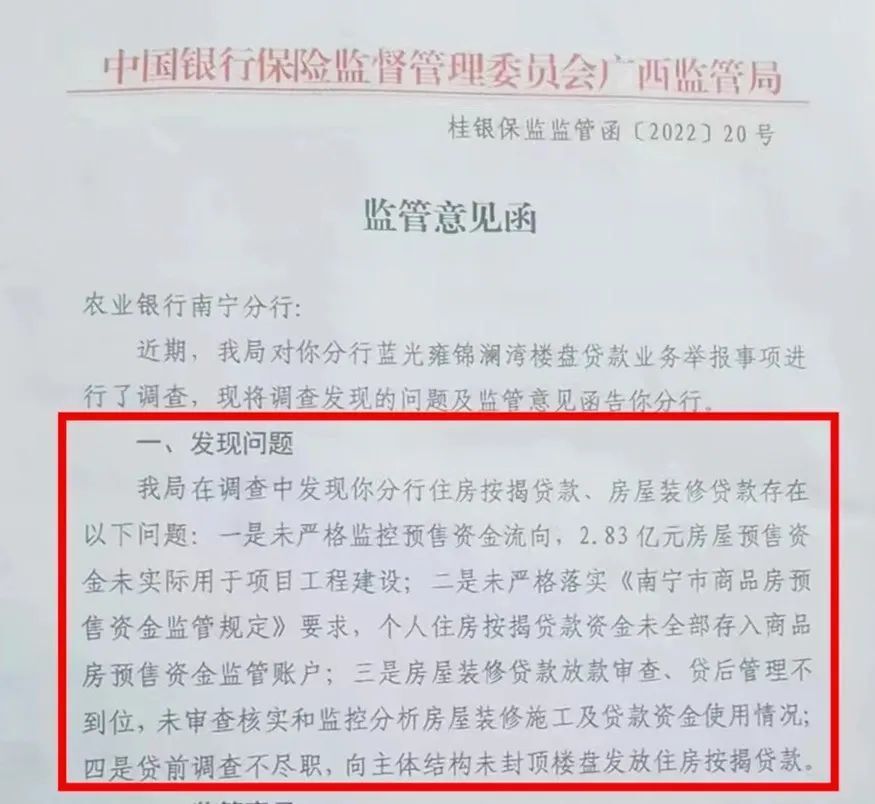 中国银行保险监督管理委员会广西监管局
桂银保监监管函〔2022〕20号
监管意见函
农业银行南宁分行:
近期，我局对你分行蓝光雍锦澜湾楼盘贷款业务举报事项进
行了调查，现将调查发现的问题及监管意见函告你分行。
一、发现问题
我局在调查中发现你分行住房按揭贷款、房屋装修贷款存在
以下问题：一是未严格监控预售资金流向，2.83亿元房屋预售资
金未实际用于项目工程建设；二是未严格落实《南宁市商品房预
售资金监管规定》要求，个人住房按揭贷款资金未全部存入商品
房预售资金监管账户；三是房屋装修贷款放款审查、贷后管理不
到位，未审查核实和监控分析房屋装修施工及贷款资金使用情况；
四是贷前调查不尽职，向主体结构未封顶楼盘发放住房按揭贷款。